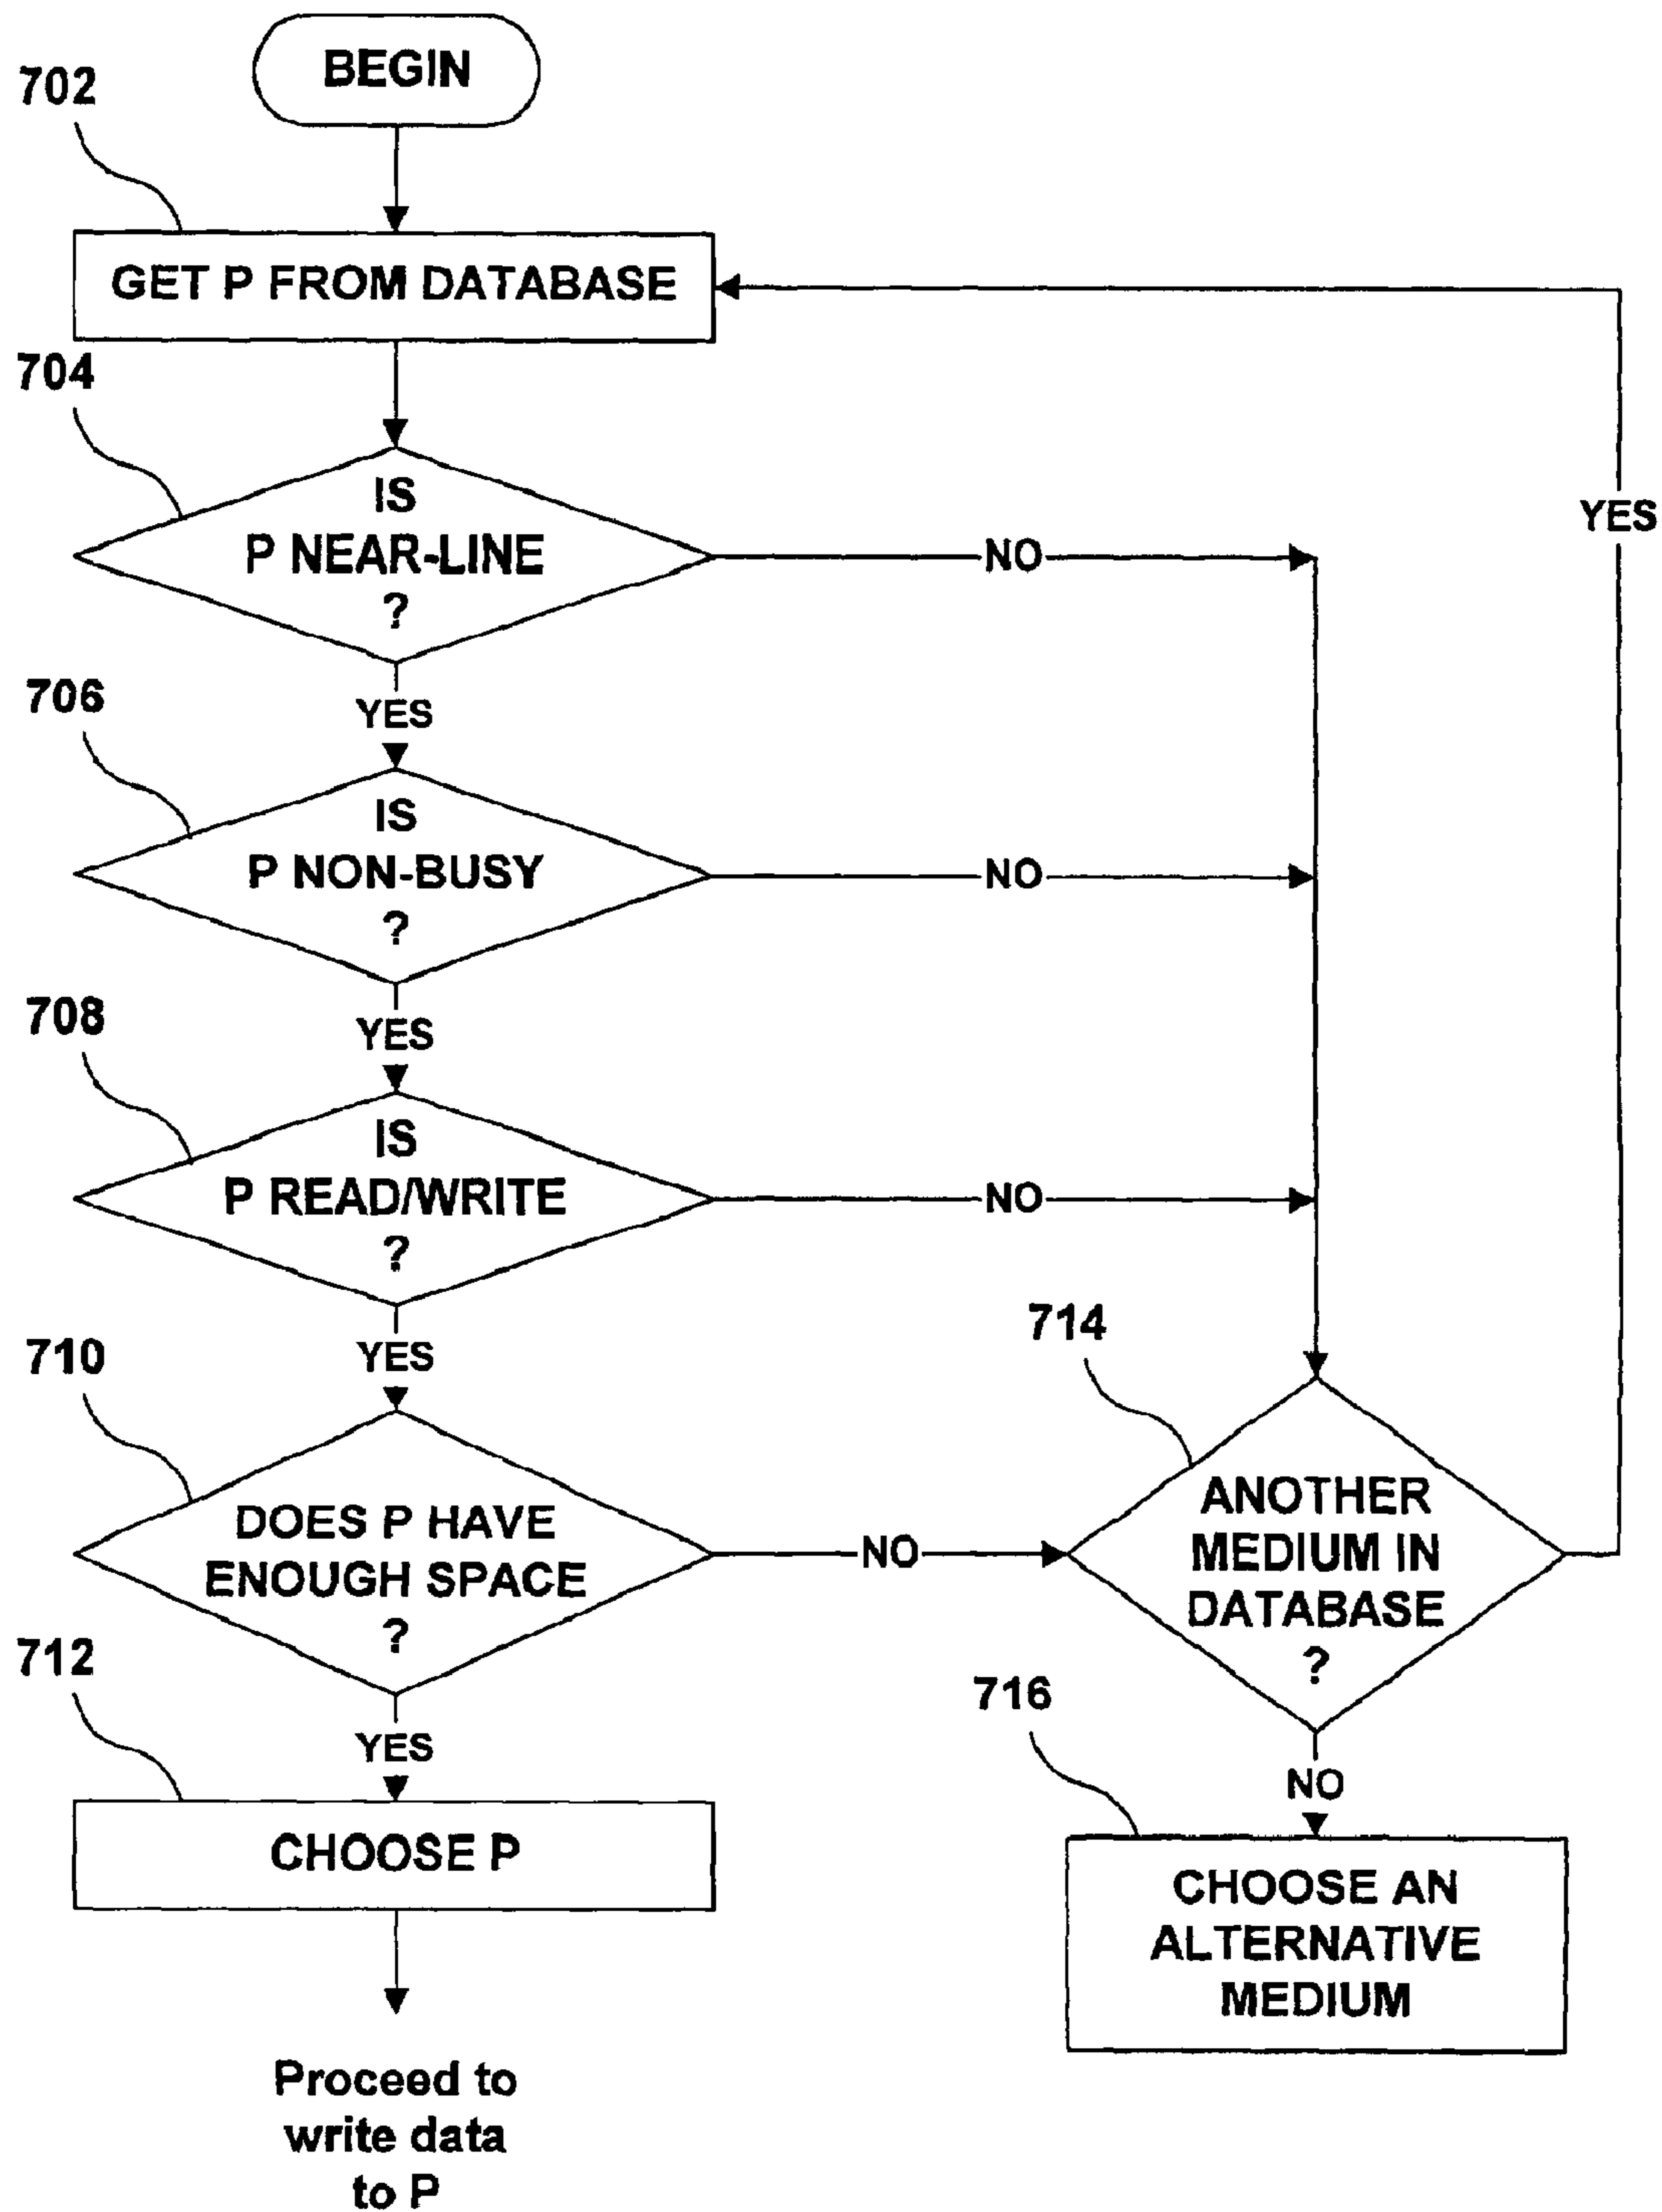 BEGIN
702
GET P FROM DATABASE
704
IS
P NEAR-LINE
?
NO
YES
YES
706
IS
P NON-BUSY
?
NO
YES
708
IS
P READ/WRITE
?
NO
YES
710
DOES P HAVE
ENOUGH SPACE
?
NO
714
ANOTHER
MEDIUM IN
DATABASE
?
YES
712
CHOOSE P
NO
716
CHOOSE AN
ALTERNATIVE
MEDIUM
Proceed to
write data
to P